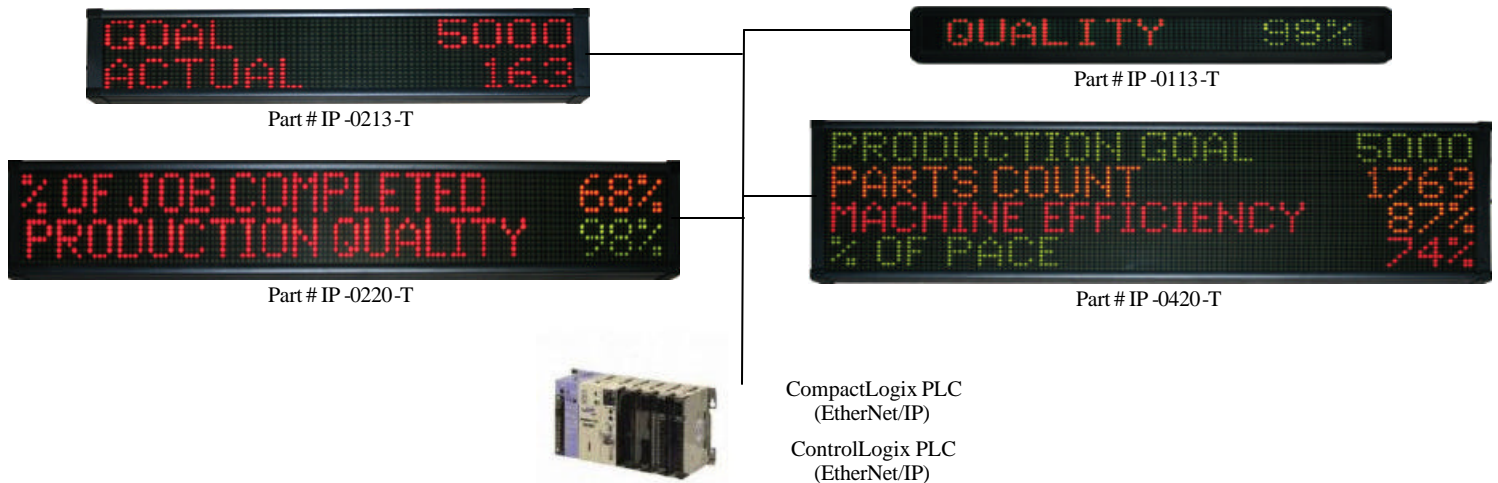 GOAL 5000
ACTUAL 163
Part # IP -0213-T
QUALITY 98%
Part # IP -0113-T
% OF JOB COMPLETED 68%
PRODUCTION QUALITY 98%
Part # IP -0220-T
PRODUCTION GOAL 5000
PARTS COUNT 1769
MACHINE EFFICIENCY 87%
% OF PACE 74%
Part # IP -0420-T
CompactLogix PLC
(EtherNet/IP)
ControlLogix PLC
(EtherNet/IP)